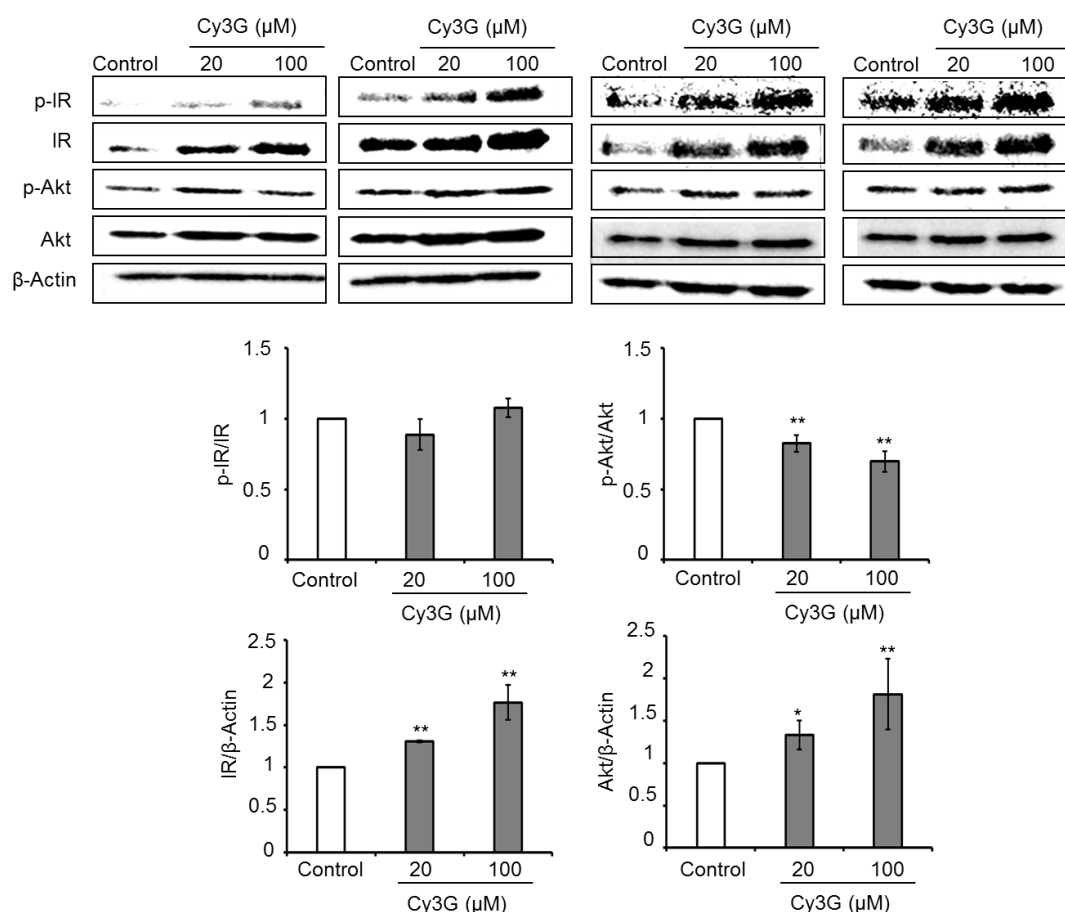 Cy3G (µM) Cy3G (µM) Cy3G (µM) Cy3G (µM)
Control 20 100 Control 20 100 Control 20 100 Control 20 100
p-IR
IR
p-Akt
Akt
β-Actin
p-IR/IR
1.5
1
0.5
0
Control 20 100
Cy3G (µM)
p-Akt/Akt
1.5
1
0.5
0
** **
Control 20 100
Cy3G (µM)
IR/β-Actin
2.5
2
1.5
1
0.5
0
** **
Control 20 100
Cy3G (µM)
Akt/β-Actin
2.5
2
1.5
1
0.5
0
* **
Control 20 100
Cy3G (µM)